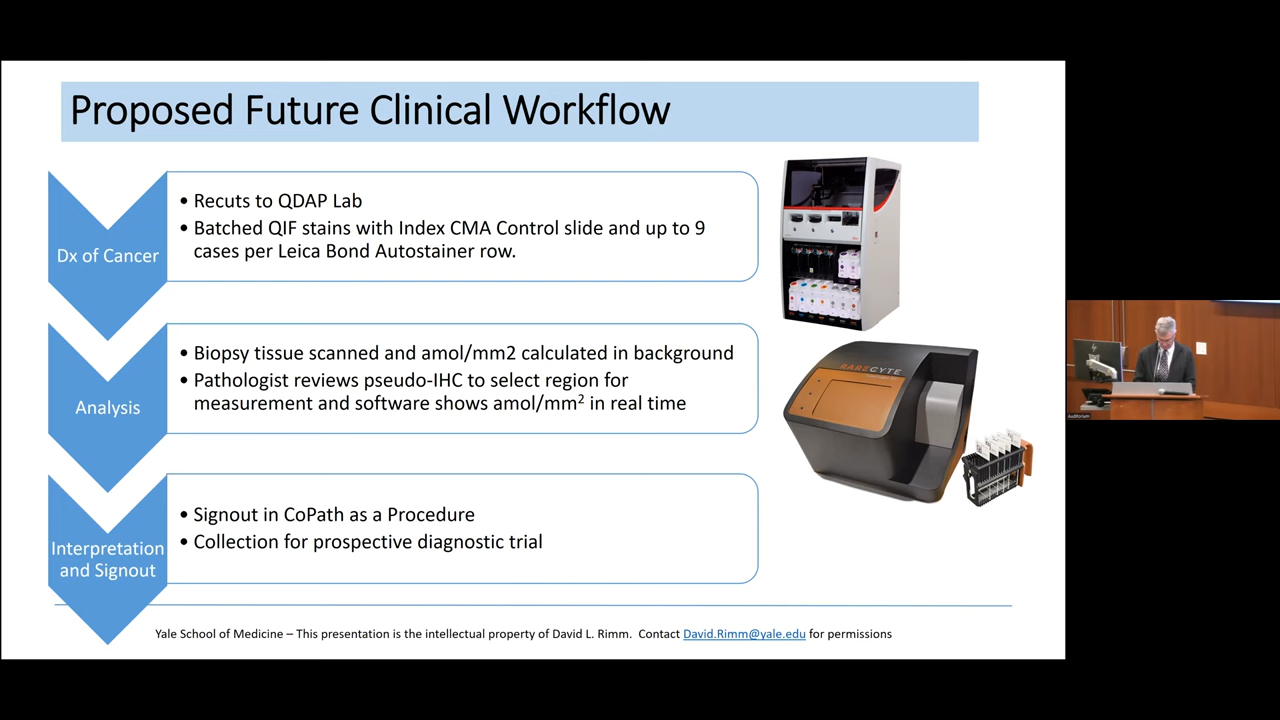 Proposed Future Clinical Workflow
Dx of Cancer
• Recuts to QDAP Lab
• Batched QIF stains with Index CMA Control slide and up to 9
cases per Leica Bond Autostainer row.
Analysis
• Biopsy tissue scanned and amol/mm2 calculated in background
• Pathologist reviews pseudo-IHC to select region for
measurement and software shows amol/mm² in real time
Interpretation
and Signout
• Signout in CoPath as a Procedure
• Collection for prospective diagnostic trial
RARECYTE
Yale School of Medicine – This presentation is the intellectual property of David L. Rimm. Contact David.Rimm@yale.edu for permissions
Auditorium